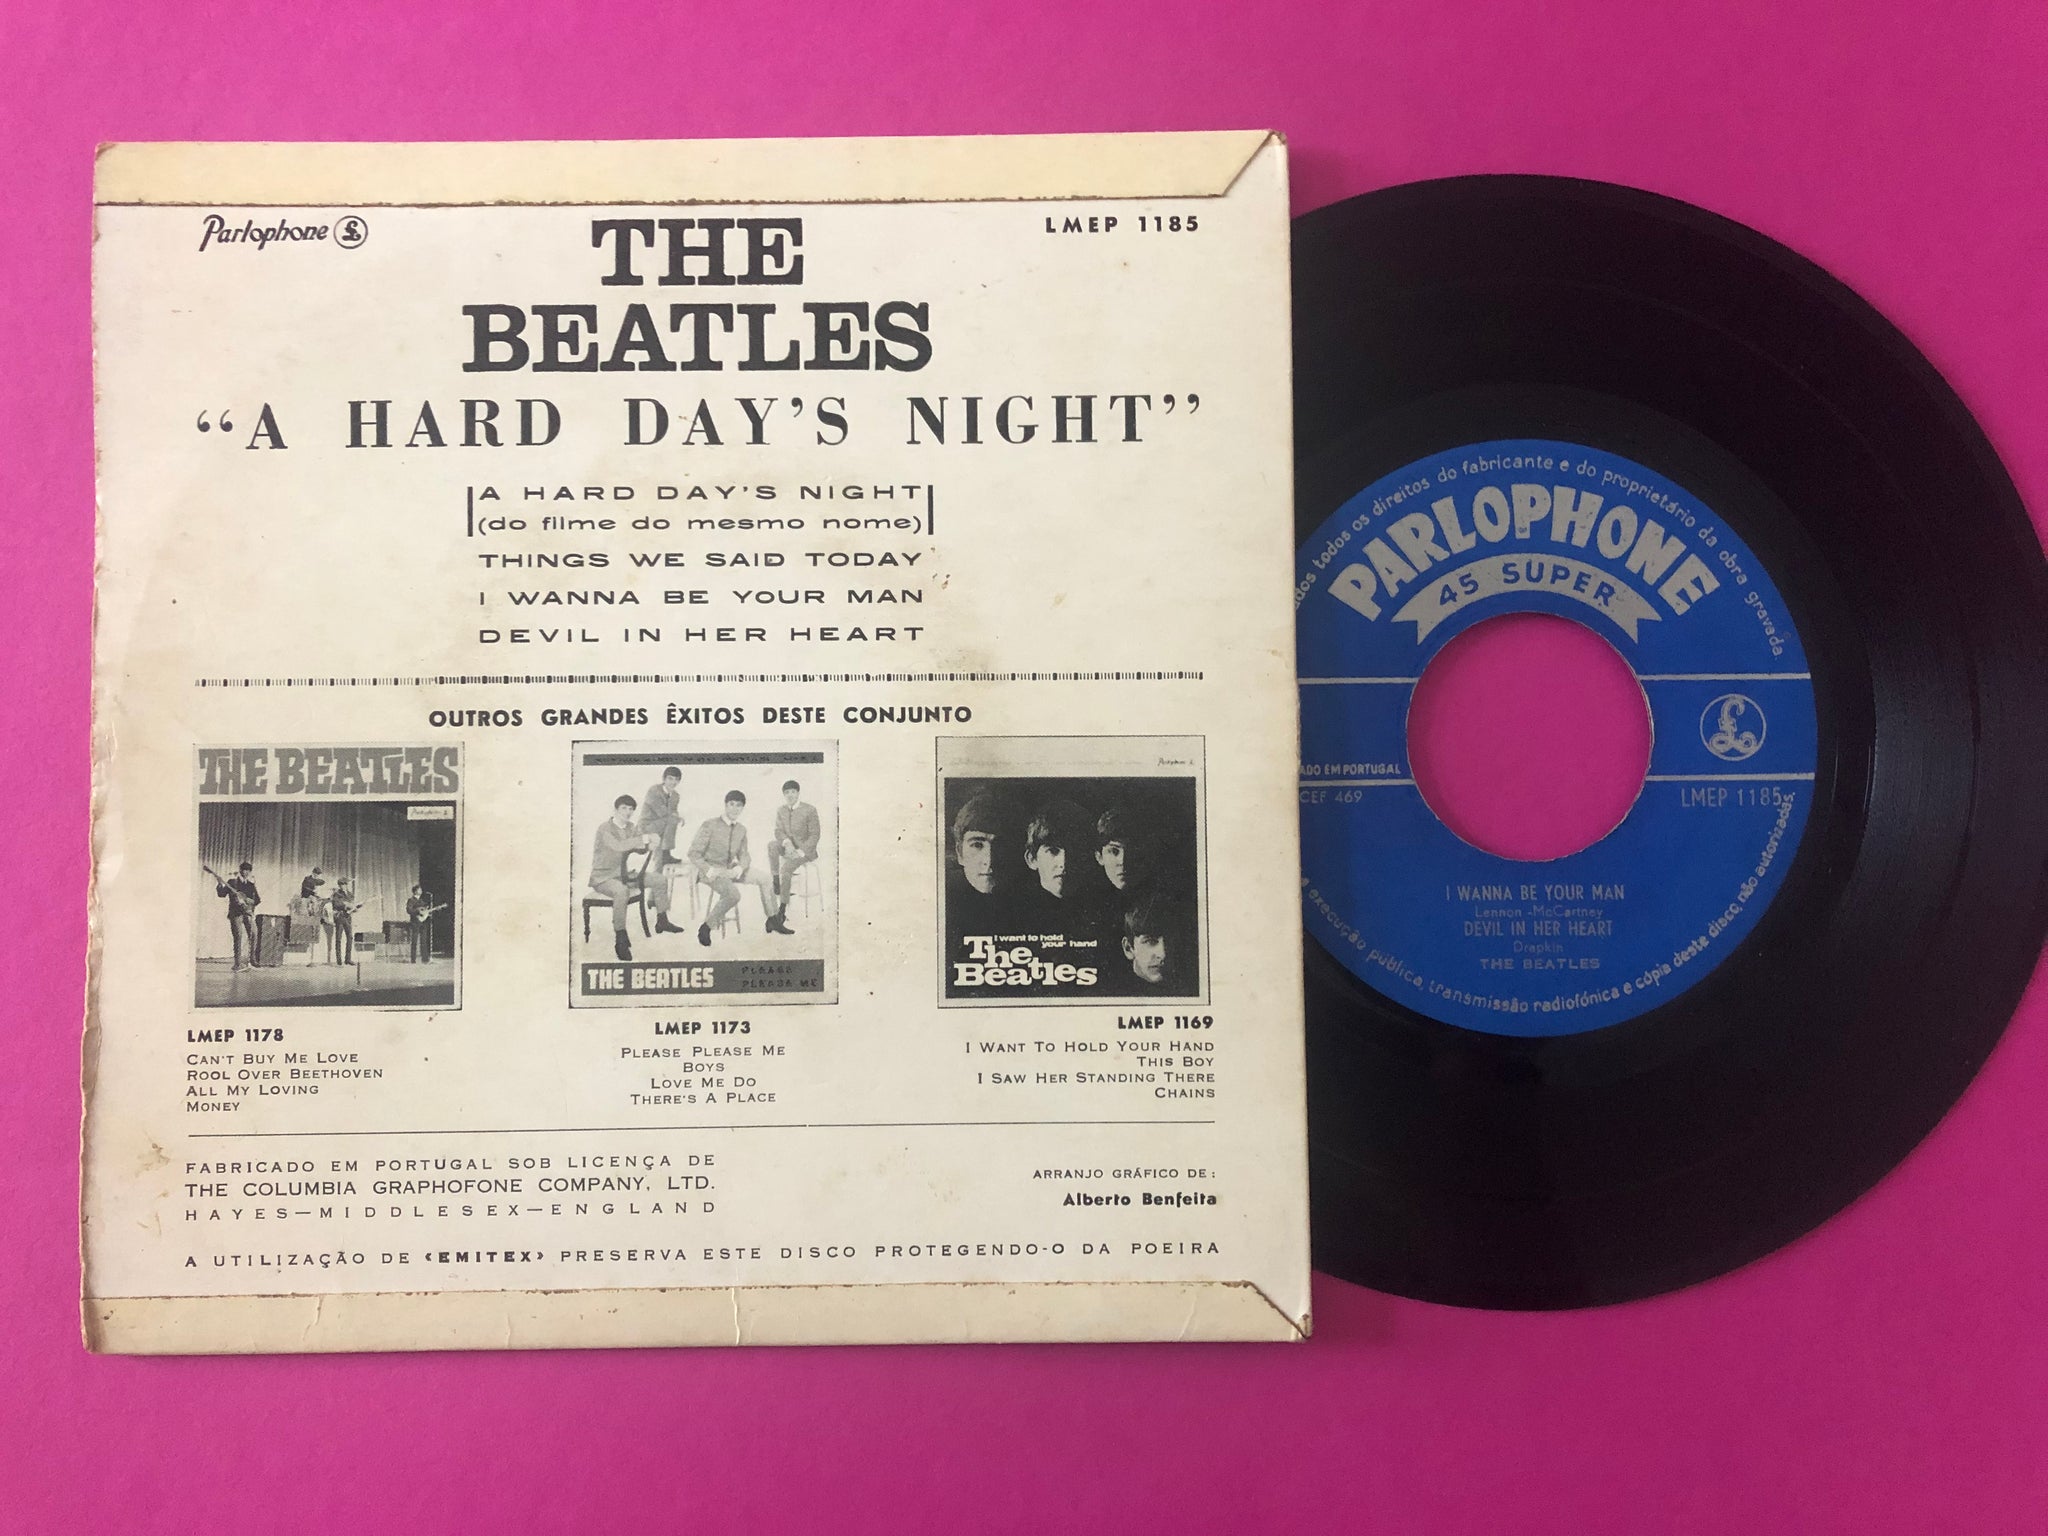 Parlophone £
LMEP 1185
THE
BEATLES
“A HARD DAY'S NIGHT”
A HARD DAY'S NIGHT
(do filme do mesmo nome)
THINGS WE SAID TODAY
I WANNA BE YOUR MAN
DEVIL IN HER HEART
OUTROS GRANDES ÊXITOS DESTE CONJUNTO
THE BEATLES
Parlophone
THE BEATLES
PLEASE
PLEASE ME
Parlophone
I want to hold
your hand
The
Beatles
LMEP 1178
CAN'T BUY ME LOVE
ROOL OVER BEETHOVEN
ALL MY LOVING
MONEY
LMEP 1173
PLEASE PLEASE ME
BOYS
LOVE ME DO
THERE'S A PLACE
LMEP 1169
I WANT TO HOLD YOUR HAND
THIS BOY
I SAW HER STANDING THERE
CHAINS
FABRICADO EM PORTUGAL SOB LICENÇA DE
THE COLUMBIA GRAPHOFONE COMPANY, LTD.
HAYES—MIDDLESEX—ENGLAND
ARRANJO GRÁFICO DE:
Alberto Benfeita
A UTILIZAÇÃO DE «EMITEX» PRESERVA ESTE DISCO PROTEGENDO-O DA POEIRA
ados todos os direitos do fabricante e do proprietário da obra gravada.
PARLOPHONE
45 SUPER
£
ADO EM PORTUGAL
CEF 469
LMEP 1185
I WANNA BE YOUR MAN
Lennon - McCartney
DEVIL IN HER HEART
Drapkin
THE BEATLES
a execução pública, transmissão radiofónica e cópia deste disco, não autorizadas.